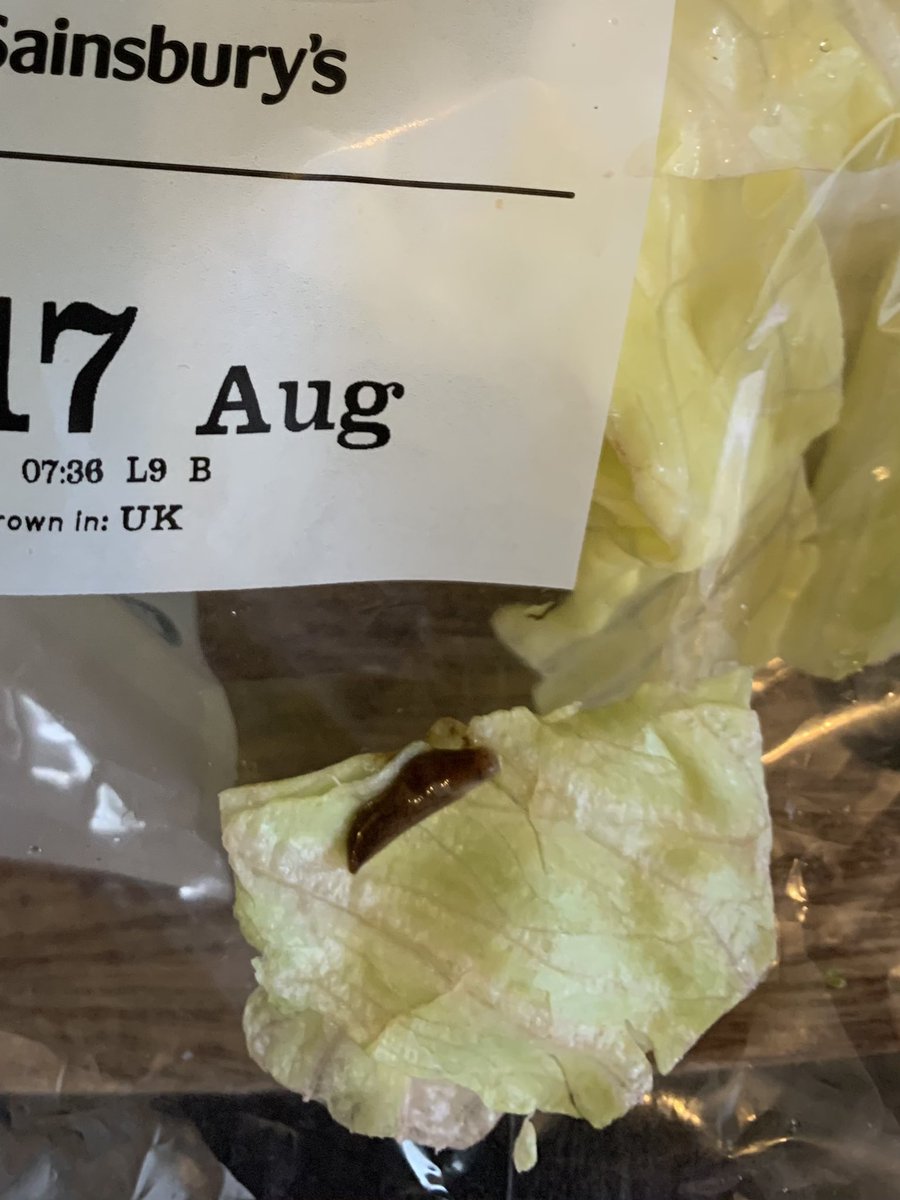 Sainsbury's
17 Aug
07:36 L9 B
rown in: UK